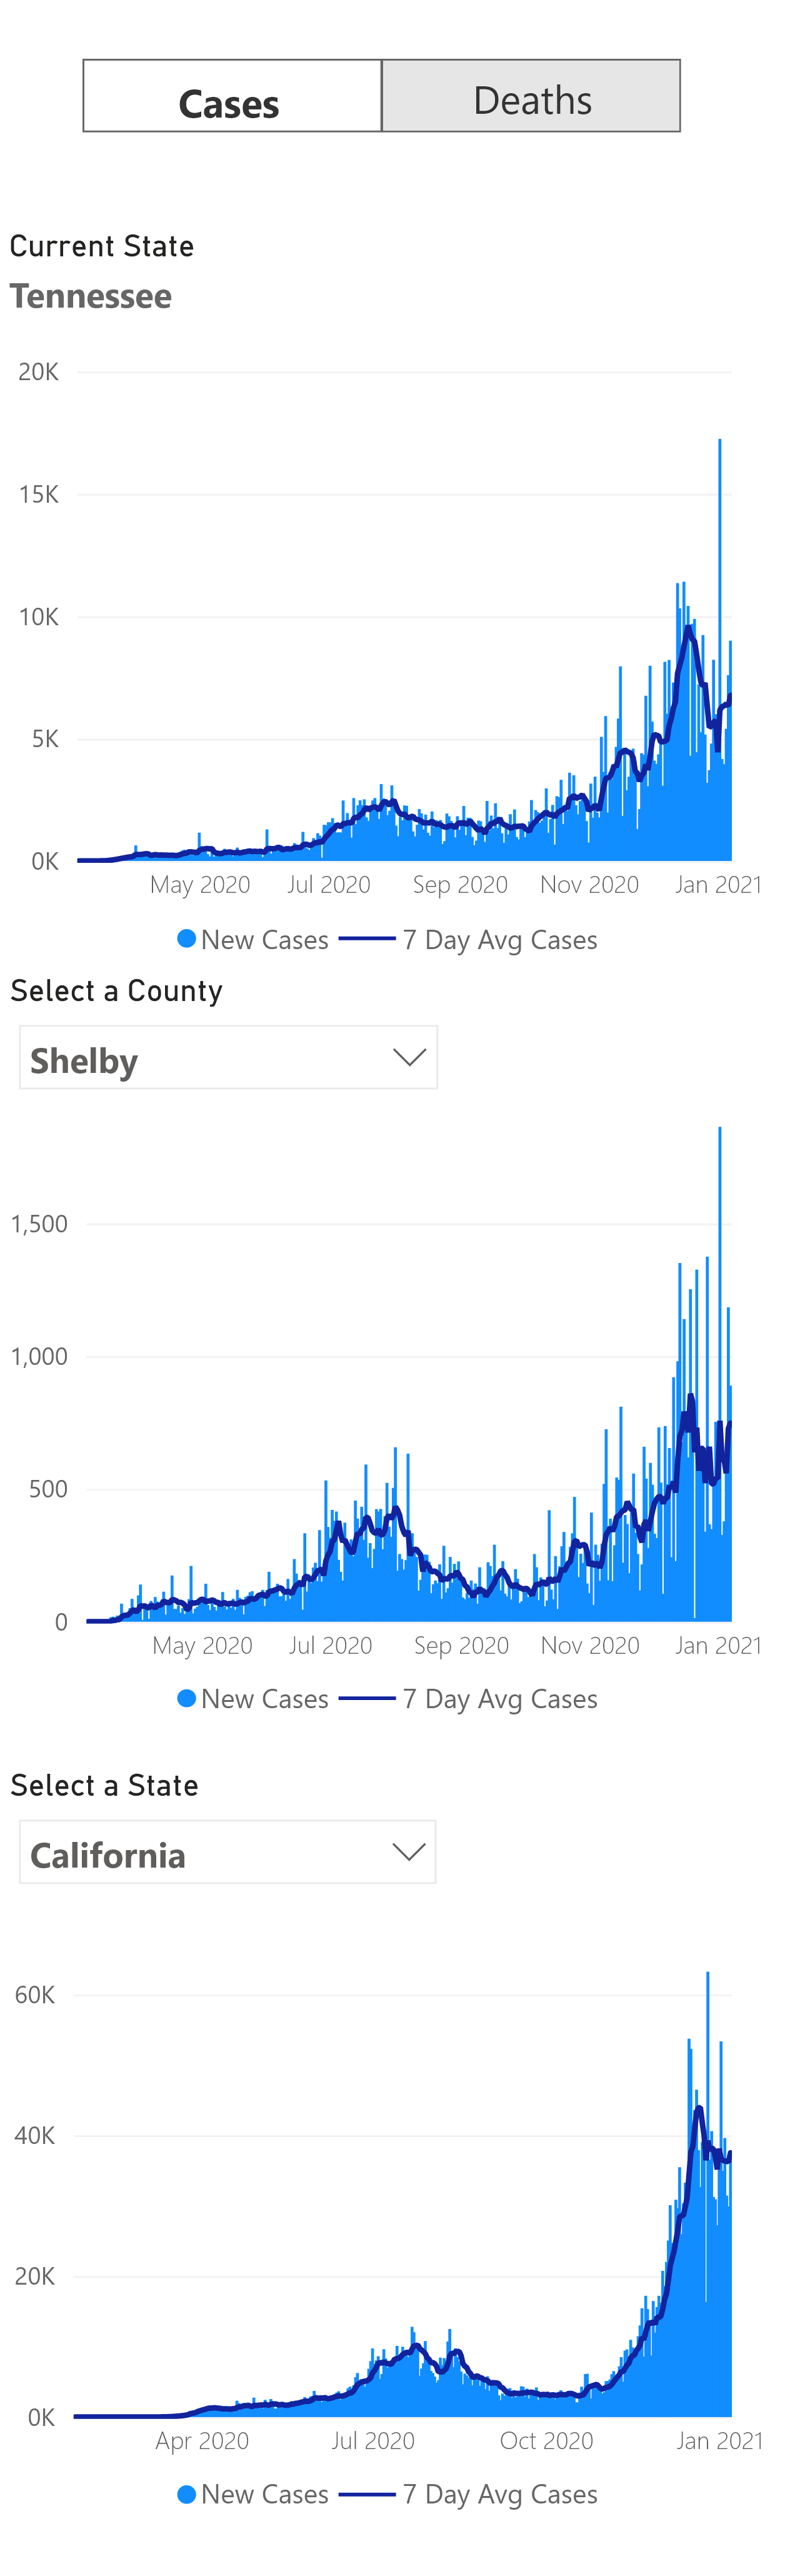 Cases Deaths
Current State
Tennessee
20K
15K
10K
5K
0K
May 2020 Jul 2020 Sep 2020 Nov 2020 Jan 2021
New Cases 7 Day Avg Cases
Select a County
Shelby
1,500
1,000
500
0
May 2020 Jul 2020 Sep 2020 Nov 2020 Jan 2021
New Cases 7 Day Avg Cases
Select a State
California
60K
40K
20K
0K
Apr 2020 Jul 2020 Oct 2020 Jan 2021
New Cases 7 Day Avg Cases